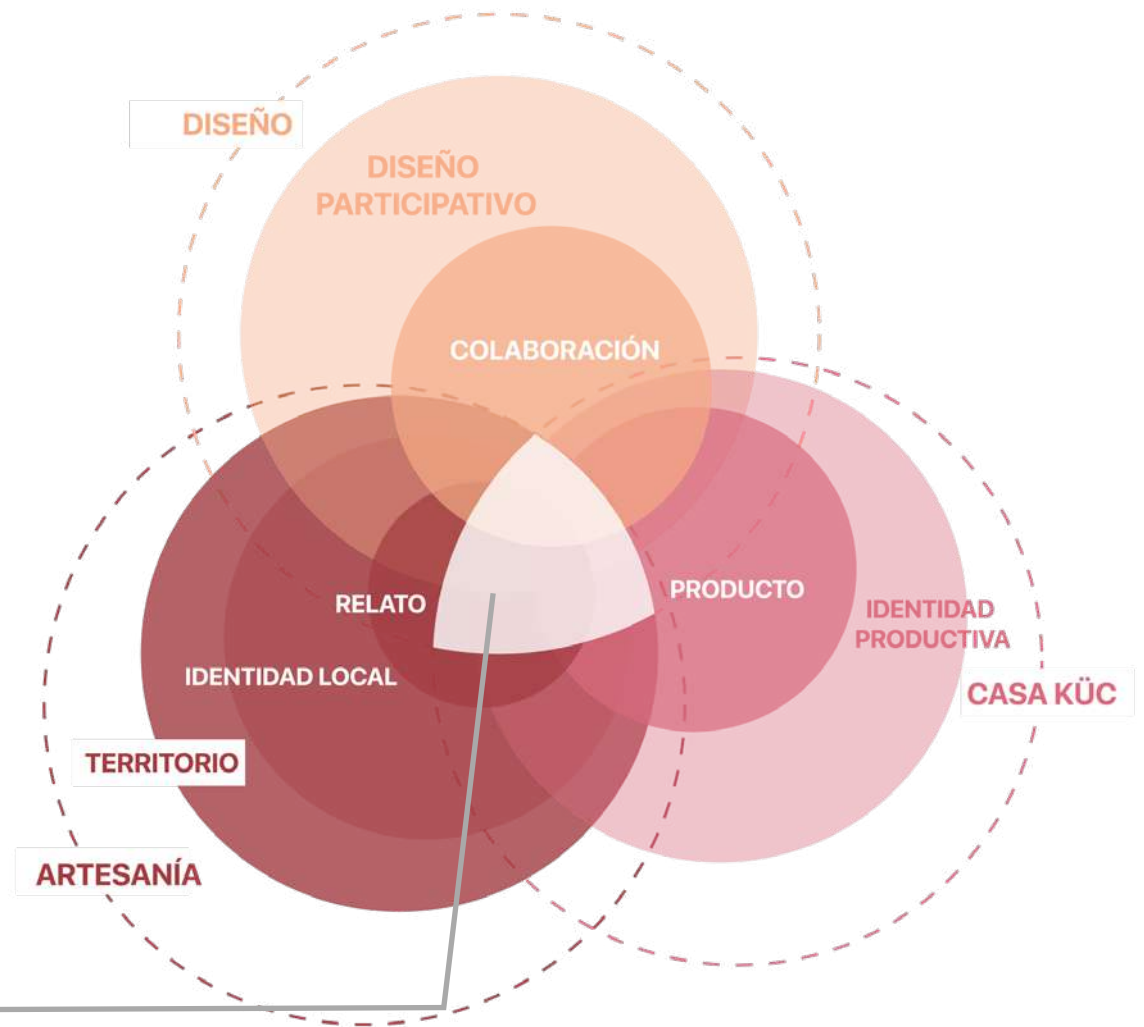 DISEÑO
DISEÑO
PARTICIPATIVO
COLABORACIÓN
RELATO
PRODUCTO
IDENTIDAD
PRODUCTIVA
IDENTIDAD LOCAL
CASA KÜC
TERRITORIO
ARTESANÍA